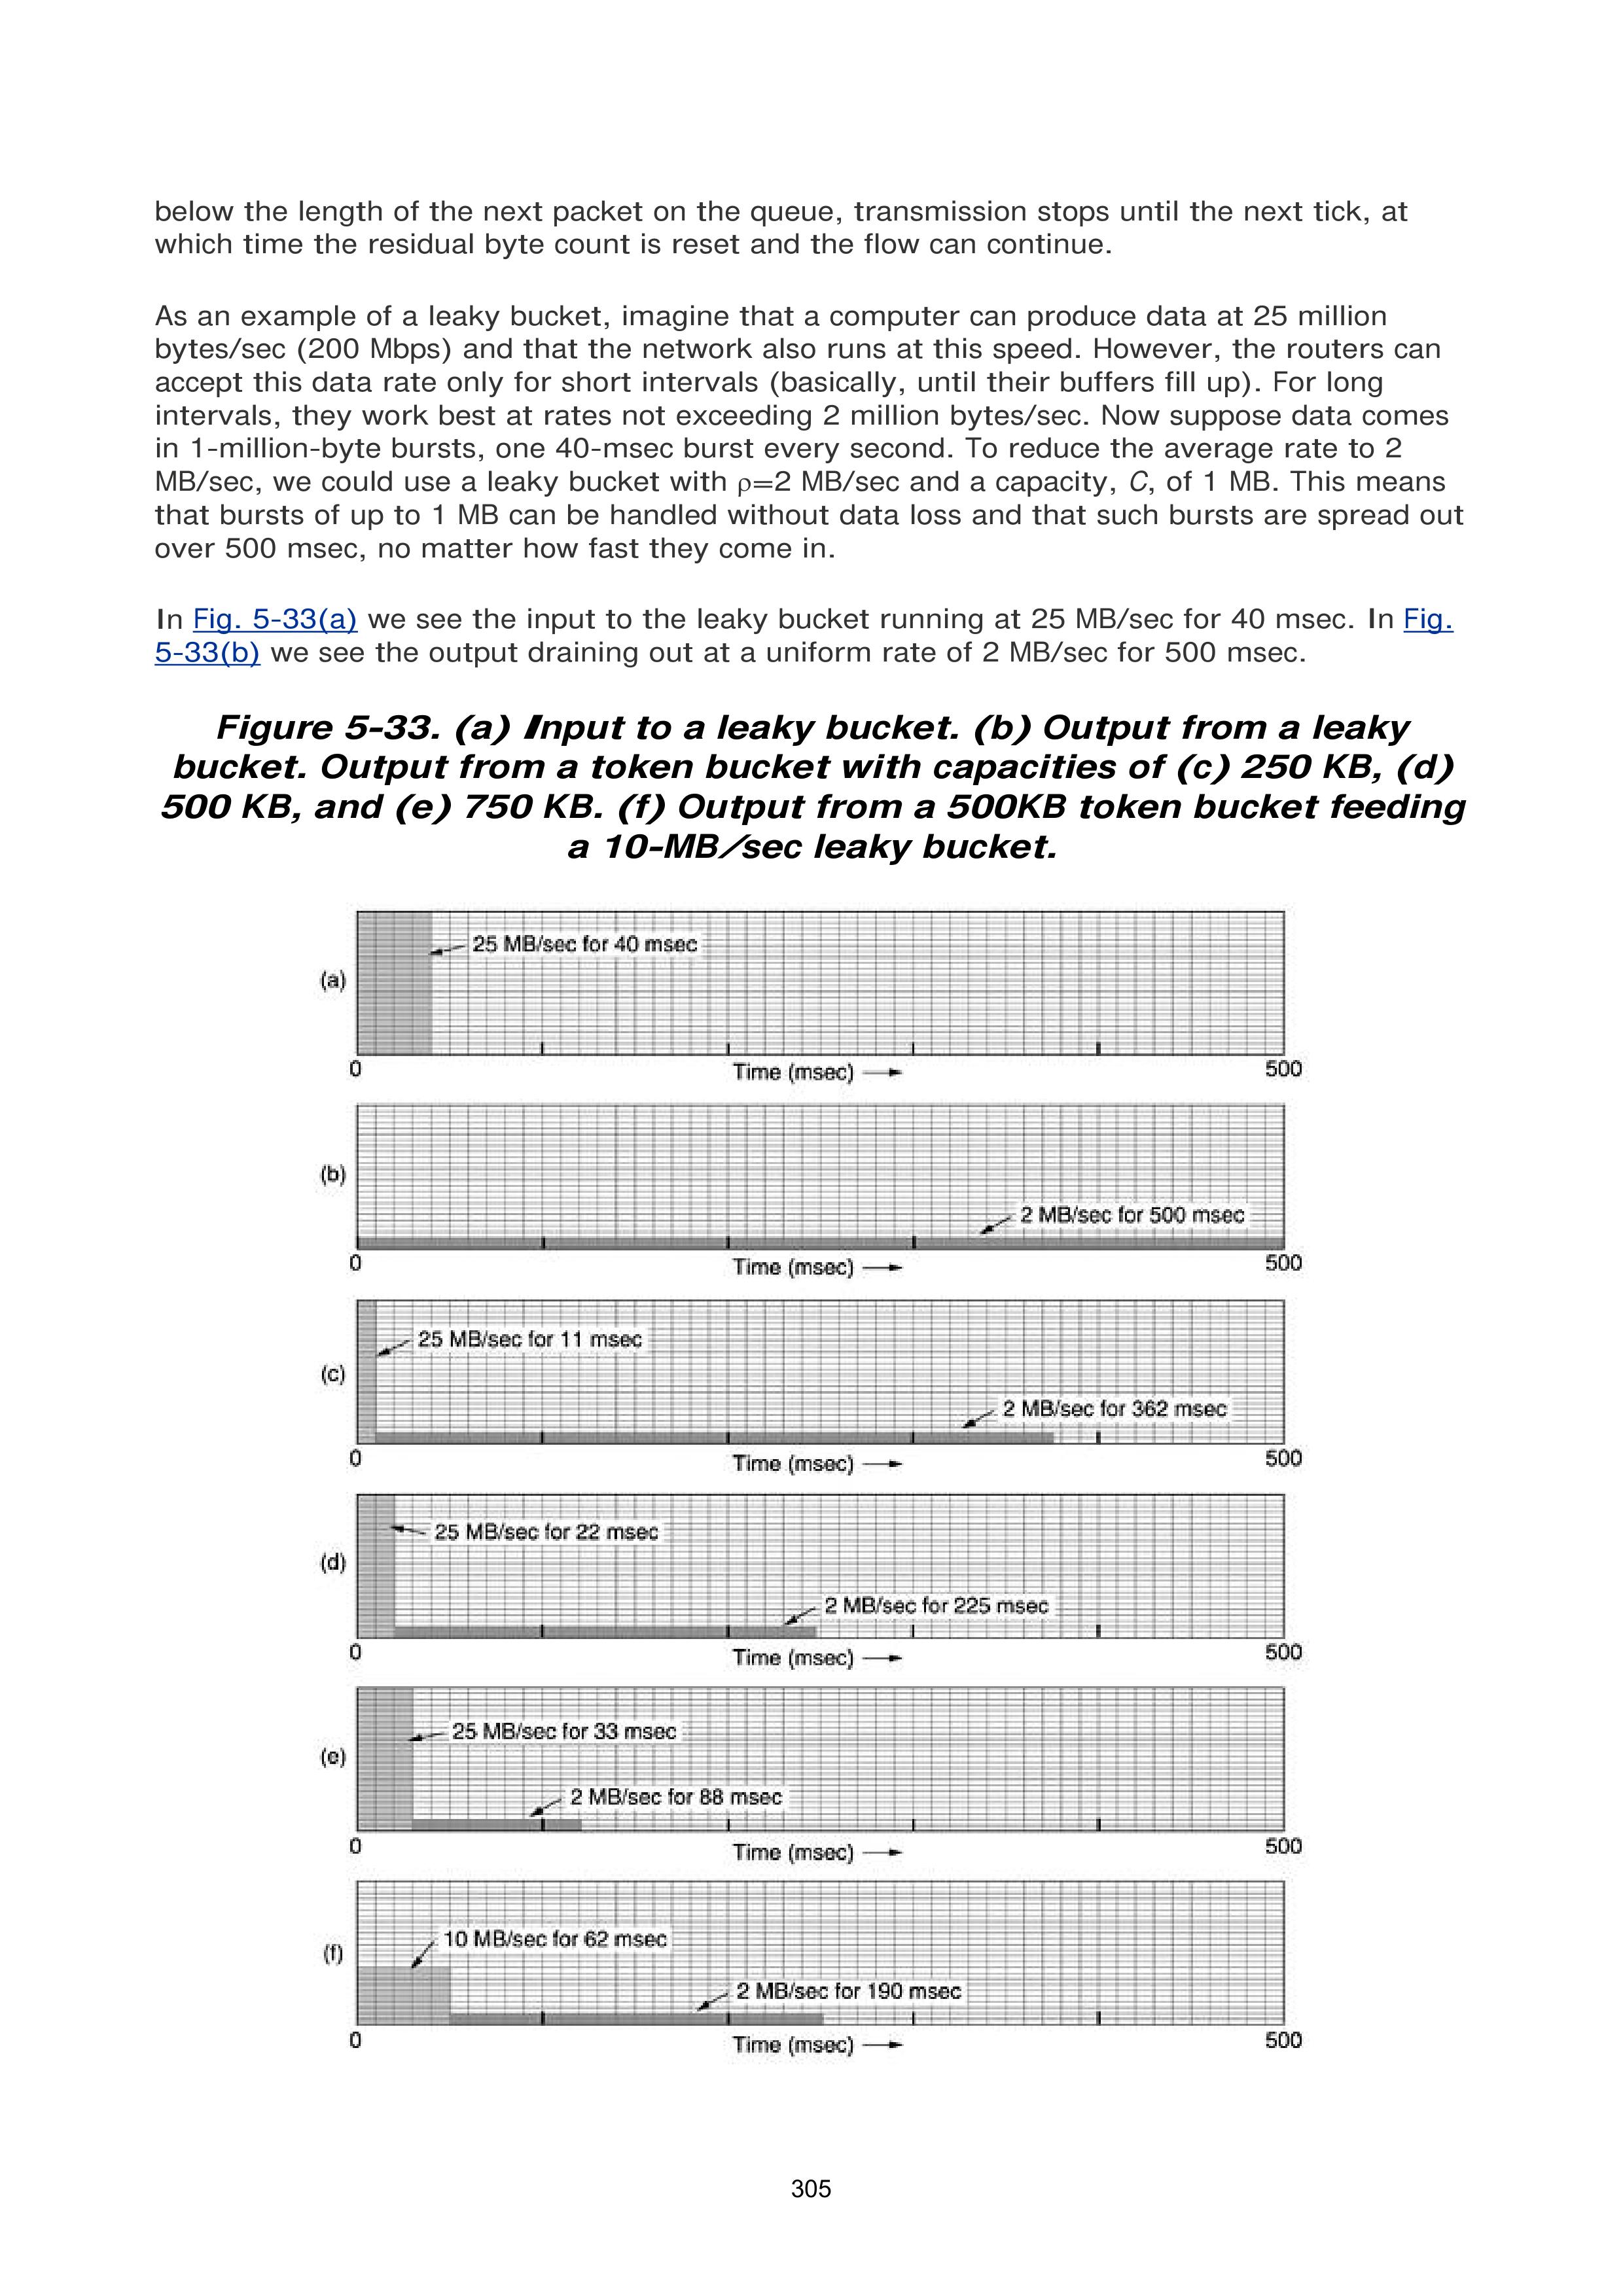 below the length of the next packet on the queue, transmission stops until the next tick, at
which time the residual byte count is reset and the flow can continue.
As an example of a leaky bucket, imagine that a computer can produce data at 25 million
bytes/sec (200 Mbps) and that the network also runs at this speed. However, the routers can
accept this data rate only for short intervals (basically, until their buffers fill up). For long
intervals, they work best at rates not exceeding 2 million bytes/sec. Now suppose data comes
in 1-million-byte bursts, one 40-msec burst every second. To reduce the average rate to 2
MB/sec, we could use a leaky bucket with ρ=2 MB/sec and a capacity, C, of 1 MB. This means
that bursts of up to 1 MB can be handled without data loss and that such bursts are spread out
over 500 msec, no matter how fast they come in.
In Fig. 5-33(a) we see the input to the leaky bucket running at 25 MB/sec for 40 msec. In Fig.
5-33(b) we see the output draining out at a uniform rate of 2 MB/sec for 500 msec.
Figure 5-33. (a) Input to a leaky bucket. (b) Output from a leaky
bucket. Output from a token bucket with capacities of (c) 250 KB, (d)
500 KB, and (e) 750 KB. (f) Output from a 500KB token bucket feeding
a 10-MB/sec leaky bucket.
25 MB/sec for 40 msec
(a)
0 Time (msec) 500
(b)
2 MB/sec for 500 msec
0 Time (msec) 500
25 MB/sec for 11 msec
(c)
2 MB/sec for 362 msec
0 Time (msec) 500
25 MB/sec for 22 msec
(d)
2 MB/sec for 225 msec
0 Time (msec) 500
25 MB/sec for 33 msec
(e)
2 MB/sec for 88 msec
0 Time (msec) 500
10 MB/sec for 62 msec
(f)
2 MB/sec for 190 msec
0 Time (msec) 500
305